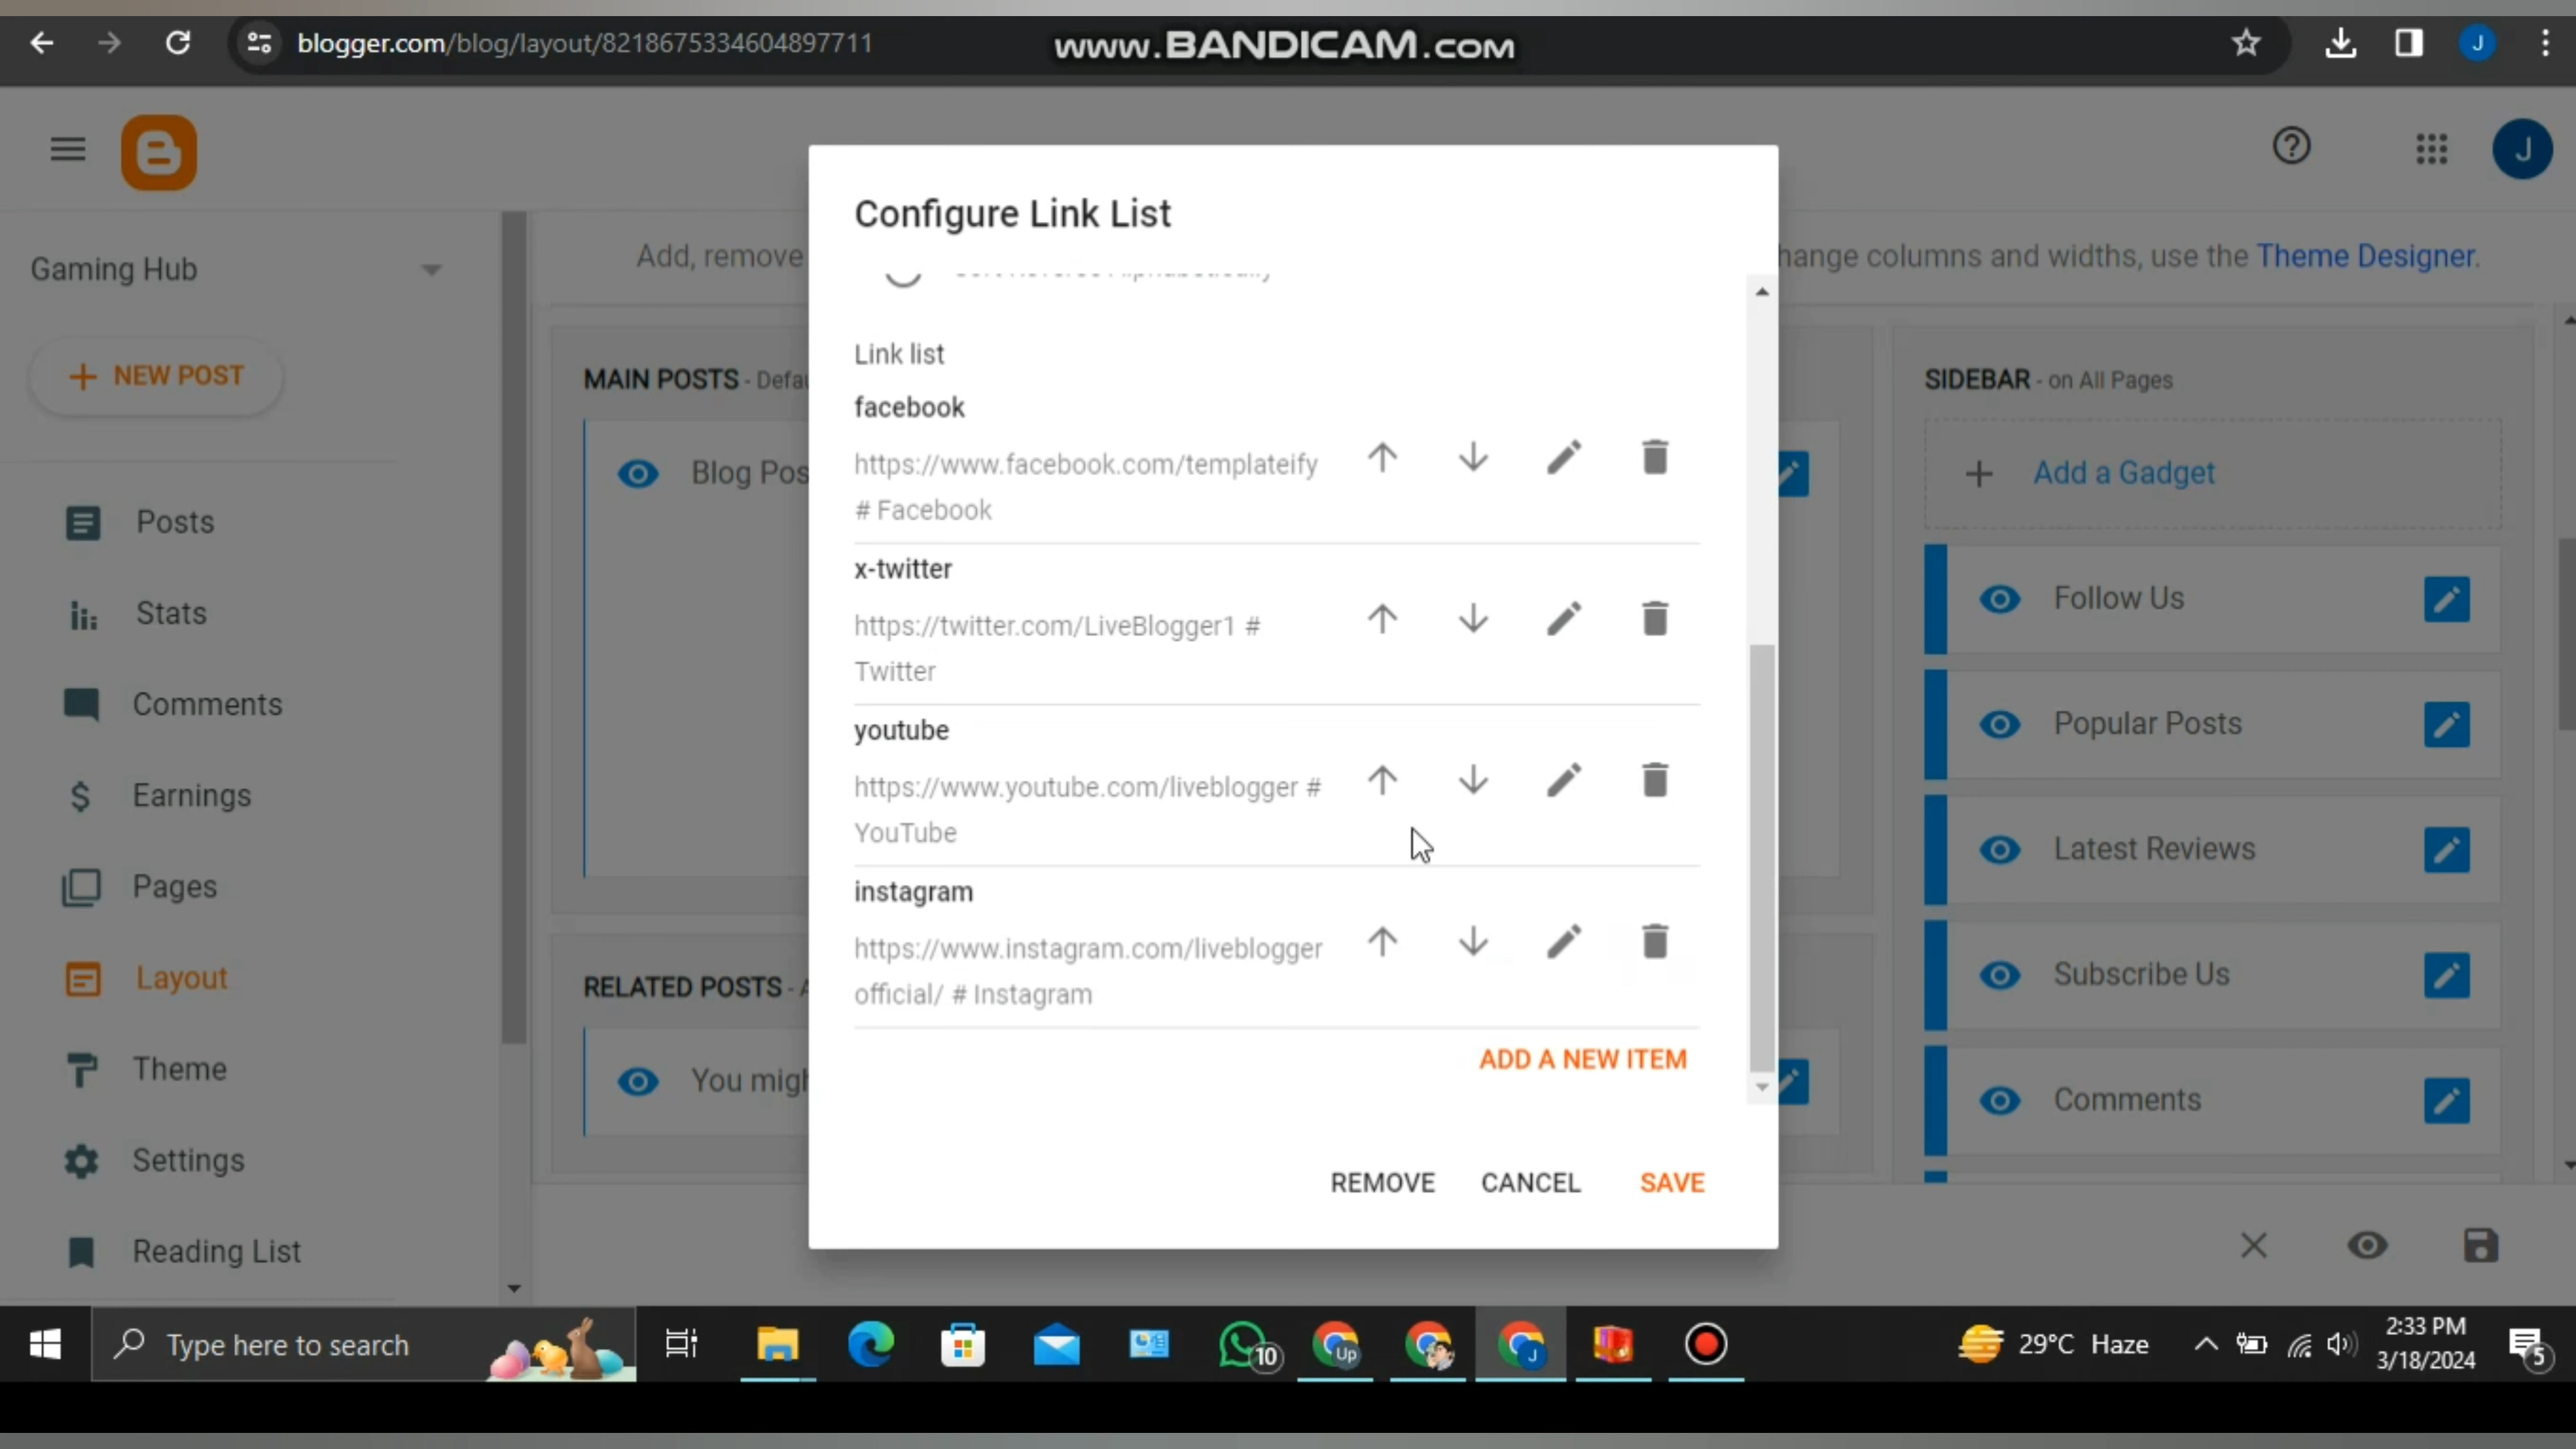 blogger.com/blog/layout/8218675334604897711
www.BANDICAM.com
J
J
Gaming Hub
NEW POST
Posts
Stats
Comments
Earnings
Pages
Layout
Theme
Settings
Reading List
Add, remove
hange columns and widths, use the Theme Designer.
MAIN POSTS - Defau
Blog Pos
RELATED POSTS - A
You migh
Configure Link List
Link list
facebook
https://www.facebook.com/templateify
# Facebook
x-twitter
https://twitter.com/LiveBlogger1 #
Twitter
youtube
https://www.youtube.com/liveblogger #
YouTube
instagram
https://www.instagram.com/liveblogger
official/ # Instagram
ADD A NEW ITEM
REMOVE CANCEL SAVE
SIDEBAR - on All Pages
Add a Gadget
Follow Us
Popular Posts
Latest Reviews
Subscribe Us
Comments
Type here to search
10
Up
J
29°C Haze
2:33 PM
3/18/2024
5